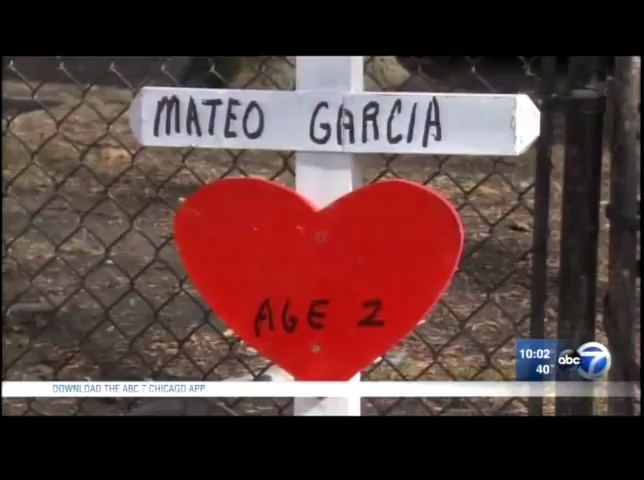 MATEO GARCIA
AGE 2
10:02
40°
abc 7
DOWNLOAD THE ABC 7 CHICAGO APP